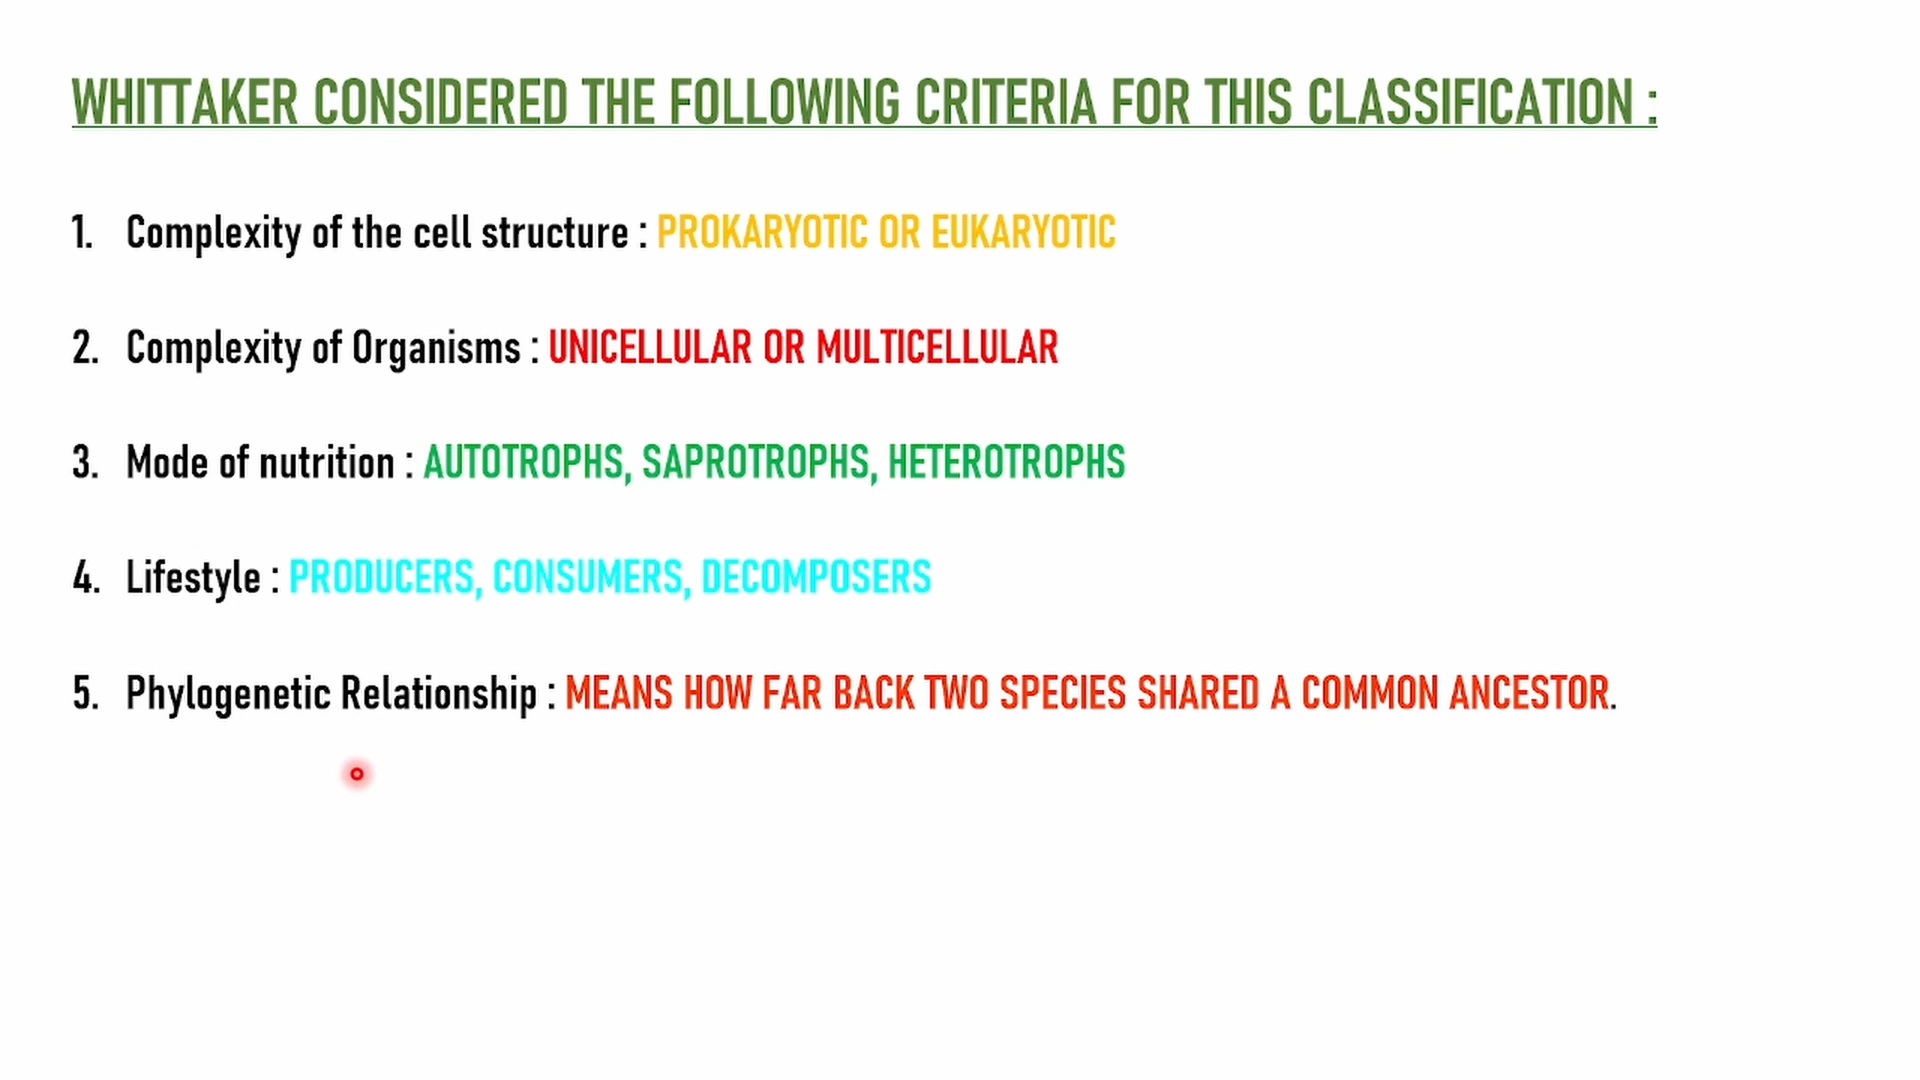 WHITTAKER CONSIDERED THE FOLLOWING CRITERIA FOR THIS CLASSIFICATION :
1. Complexity of the cell structure : PROKARYOTIC OR EUKARYOTIC
2. Complexity of Organisms : UNICELLULAR OR MULTICELLULAR
3. Mode of nutrition : AUTOTROPHS, SAPROTROPHS, HETEROTROPHS
4. Lifestyle : PRODUCERS, CONSUMERS, DECOMPOSERS
5. Phylogenetic Relationship : MEANS HOW FAR BACK TWO SPECIES SHARED A COMMON ANCESTOR.